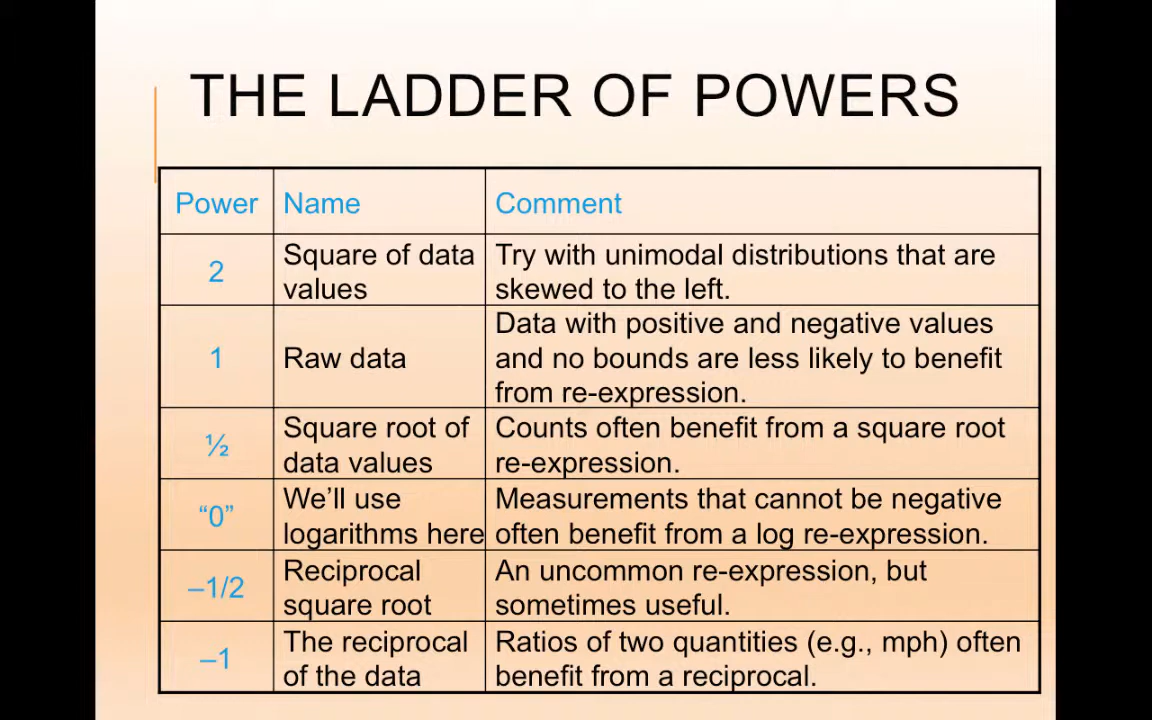 THE LADDER OF POWERS
Power Name Comment
2
Square of data
values
Try with unimodal distributions that are
skewed to the left.
1
Raw data
Data with positive and negative values
and no bounds are less likely to benefit
from re-expression.
½
Square root of
data values
Counts often benefit from a square root
re-expression.
“0”
We’ll use
logarithms here
Measurements that cannot be negative
often benefit from a log re-expression.
–1/2
Reciprocal
square root
An uncommon re-expression, but
sometimes useful.
–1
The reciprocal
of the data
Ratios of two quantities (e.g., mph) often
benefit from a reciprocal.